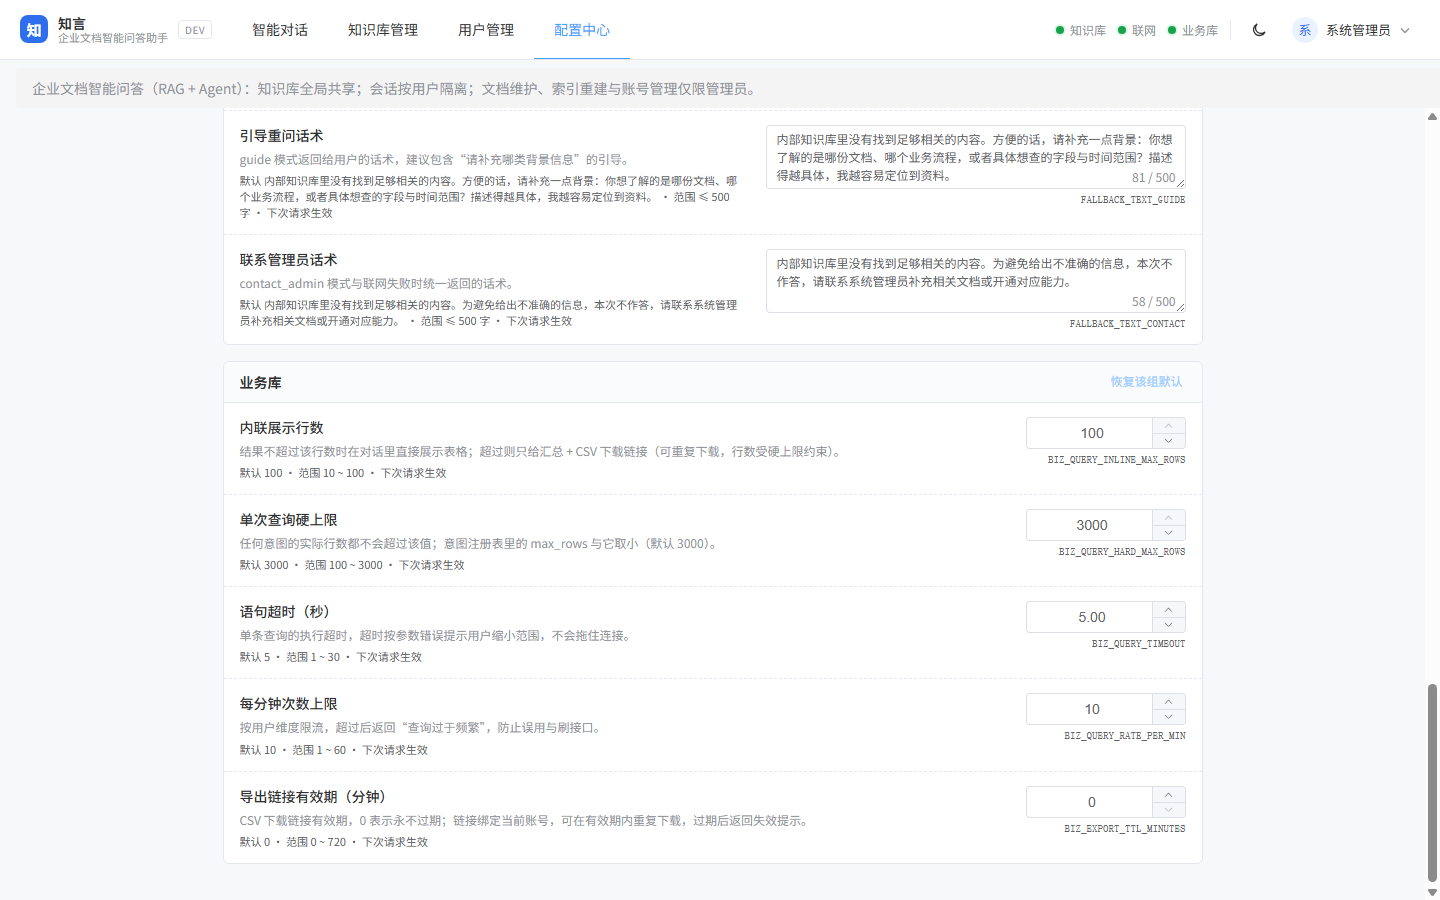 知
知言
企业文档智能问答助手
DEV
智能对话
知识库管理
用户管理
配置中心
知识库
联网
业务库
系
系统管理员
企业文档智能问答（RAG + Agent）：知识库全局共享；会话按用户隔离；文档维护、索引重建与账号管理仅限管理员。
引导重问话术
guide 模式返回给用户的话术，建议包含“请补充哪类背景信息”的引导。
默认 内部知识库里没有找到足够相关的内容。方便的话，请补充一点背景：你想了解的是哪份文档、哪
个业务流程，或者具体想查的字段与时间范围？描述得越具体，我越容易定位到资料。 · 范围 ≤ 500
字 · 下次请求生效
内部知识库里没有找到足够相关的内容。方便的话，请补充一点背景：你想
了解的是哪份文档、哪个业务流程，或者具体想查的字段与时间范围？描述
得越具体，我越容易定位到资料。
81 / 500
FALLBACK_TEXT_GUIDE
联系管理员话术
contact_admin 模式与联网失败时统一返回的话术。
默认 内部知识库里没有找到足够相关的内容。为避免给出不准确的信息，本次不作答，请联系系统管理
员补充相关文档或开通对应能力。 · 范围 ≤ 500 字 · 下次请求生效
内部知识库里没有找到足够相关的内容。为避免给出不准确的信息，本次不
作答，请联系系统管理员补充相关文档或开通对应能力。
58 / 500
FALLBACK_TEXT_CONTACT
业务库
恢复该组默认
内联展示行数
结果不超过该行数时在对话里直接展示表格；超过则只给汇总 + CSV 下载链接（可重复下载，行数受硬上限约束）。
默认 100 · 范围 10 ~ 100 · 下次请求生效
100
BIZ_QUERY_INLINE_MAX_ROWS
单次查询硬上限
任何意图的实际行数都不会超过该值；意图注册表里的 max_rows 与它取小（默认 3000）。
默认 3000 · 范围 100 ~ 3000 · 下次请求生效
3000
BIZ_QUERY_HARD_MAX_ROWS
语句超时（秒）
单条查询的执行超时，超时按参数错误提示用户缩小范围，不会拖住连接。
默认 5 · 范围 1 ~ 30 · 下次请求生效
5.00
BIZ_QUERY_TIMEOUT
每分钟次数上限
按用户维度限流，超过后返回“查询过于频繁”，防止误用与刷接口。
默认 10 · 范围 1 ~ 60 · 下次请求生效
10
BIZ_QUERY_RATE_PER_MIN
导出链接有效期（分钟）
CSV 下载链接有效期，0 表示永不过期；链接绑定当前账号，可在有效期内重复下载，过期后返回失效提示。
默认 0 · 范围 0 ~ 720 · 下次请求生效
0
BIZ_EXPORT_TTL_MINUTES